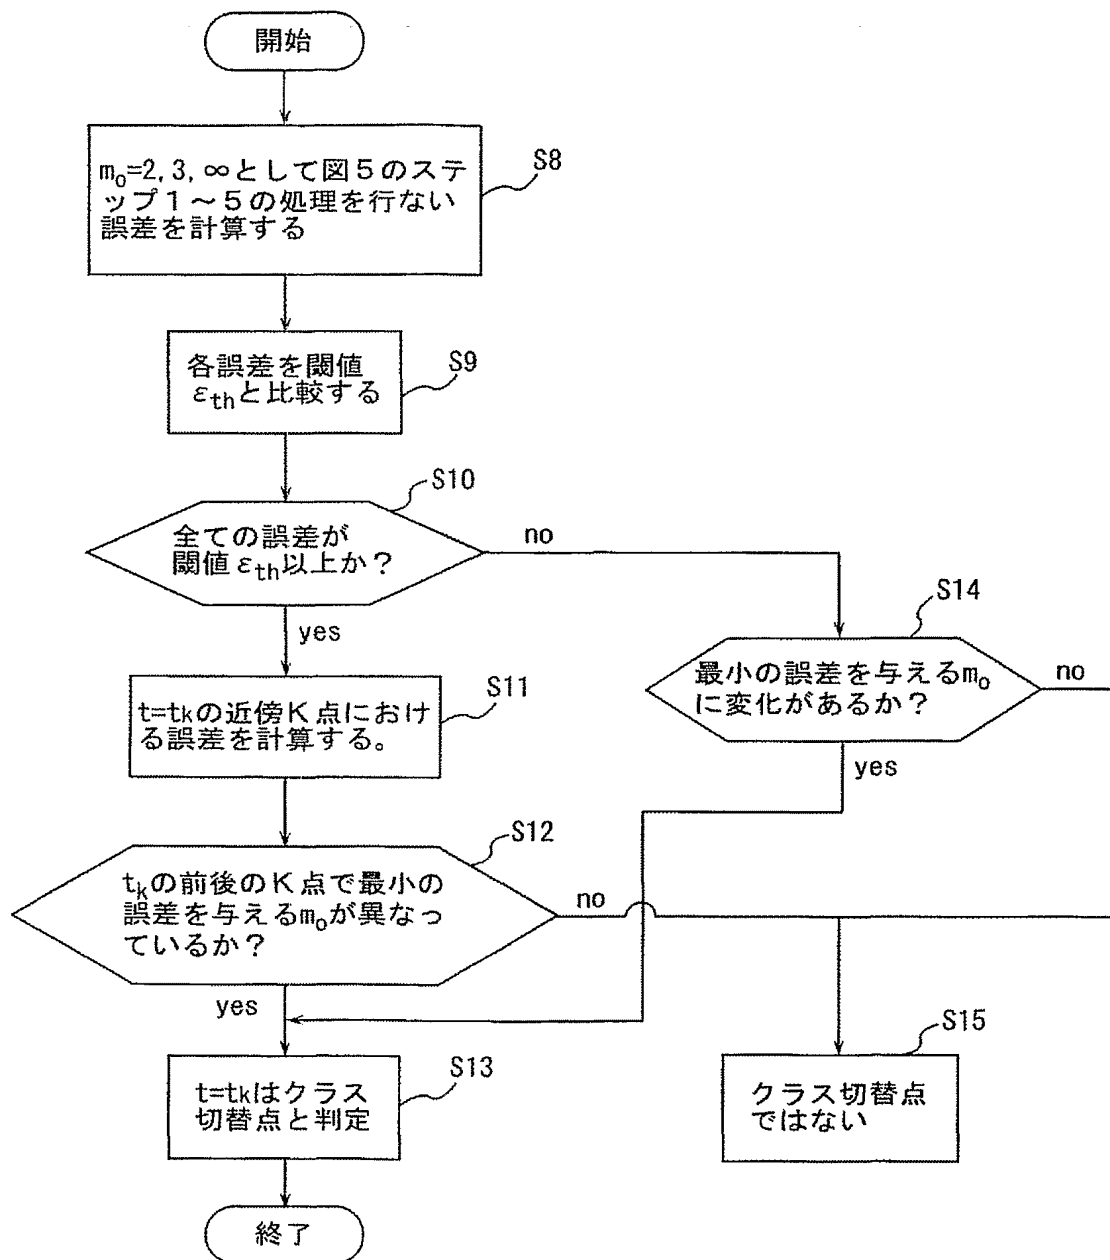 開始
m₀=2,3,∞として図5のステ
ップ1～5の処理を行ない
誤差を計算する
S8
各誤差を閾値
ε_thと比較する
S9
S10
全ての誤差が
閾値ε_th以上か？
no
yes
S14
最小の誤差を与えるm₀
に変化があるか？
no
yes
S11
t=t_kの近傍K点におけ
る誤差を計算する。
S12
t_kの前後のK点で最小の
誤差を与えるm₀が異なっ
ているか？
no
yes
S13
t=t_kはクラス
切替点と判定
S15
クラス切替点
ではない
終了